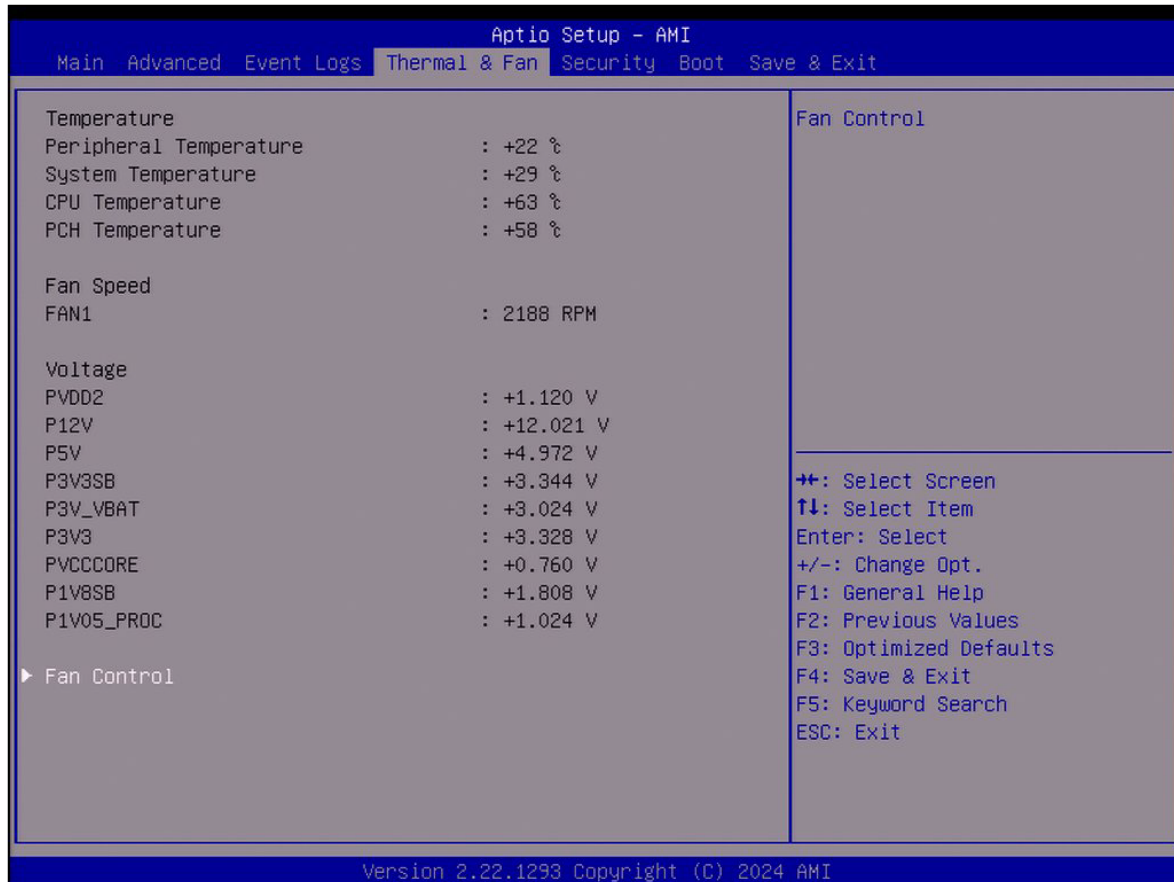 Aptio Setup – AMI
Main Advanced Event Logs Thermal & Fan Security Boot Save & Exit
Temperature
Peripheral Temperature : +22 ℃
System Temperature : +29 ℃
CPU Temperature : +63 ℃
PCH Temperature : +58 ℃
Fan Speed
FAN1 : 2188 RPM
Voltage
PVDD2 : +1.120 V
P12V : +12.021 V
P5V : +4.972 V
P3V3SB : +3.344 V
P3V_VBAT : +3.024 V
P3V3 : +3.328 V
PVCCCORE : +0.760 V
P1V8SB : +1.808 V
P1V05_PROC : +1.024 V
Fan Control
Fan Control
→←: Select Screen
↑↓: Select Item
Enter: Select
+/-: Change Opt.
F1: General Help
F2: Previous Values
F3: Optimized Defaults
F4: Save & Exit
F5: Keyword Search
ESC: Exit
Version 2.22.1293 Copyright (C) 2024 AMI